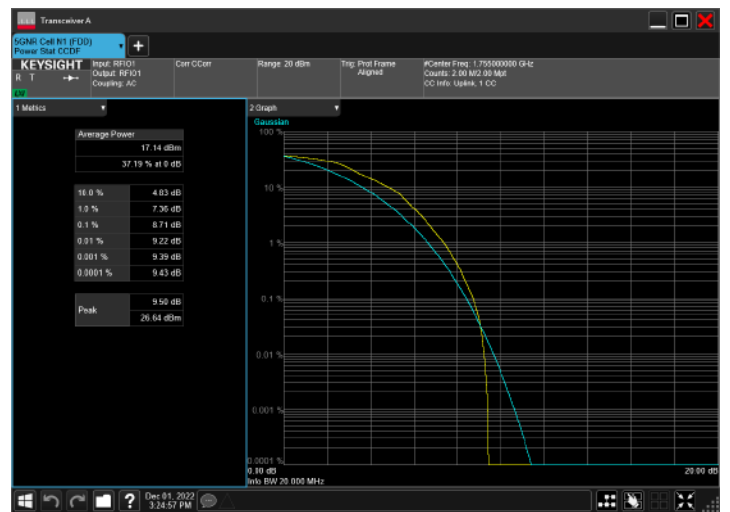 Transceiver A
5GNR Cell N1 (FDD)
Power Stat CCDF
KEYSIGHT
R T
Input: RFIO1
Output: RFIO1
Coupling: AC
Corr CCorr
Range: 20 dBm
Trig: Prot Frame
Aligned
#Center Freq: 1.755000000 GHz
Counts: 2.00 M/2.00 Mpt
CC Info: Uplink, 1 CC
1 Metrics
Average Power
17.14 dBm
37.19 % at 0 dB
10.0 % 4.83 dB
1.0 % 7.36 dB
0.1 % 8.71 dB
0.01 % 9.22 dB
0.001 % 9.39 dB
0.0001 % 9.43 dB
Peak
9.50 dB
26.64 dBm
2 Graph
Gaussian
100 %
10 %
1 %
0.1 %
0.01 %
0.001 %
0.0001 %
0.00 dB
20.00 dB
Info BW 20.000 MHz
Dec 01, 2022
3:24:57 PM